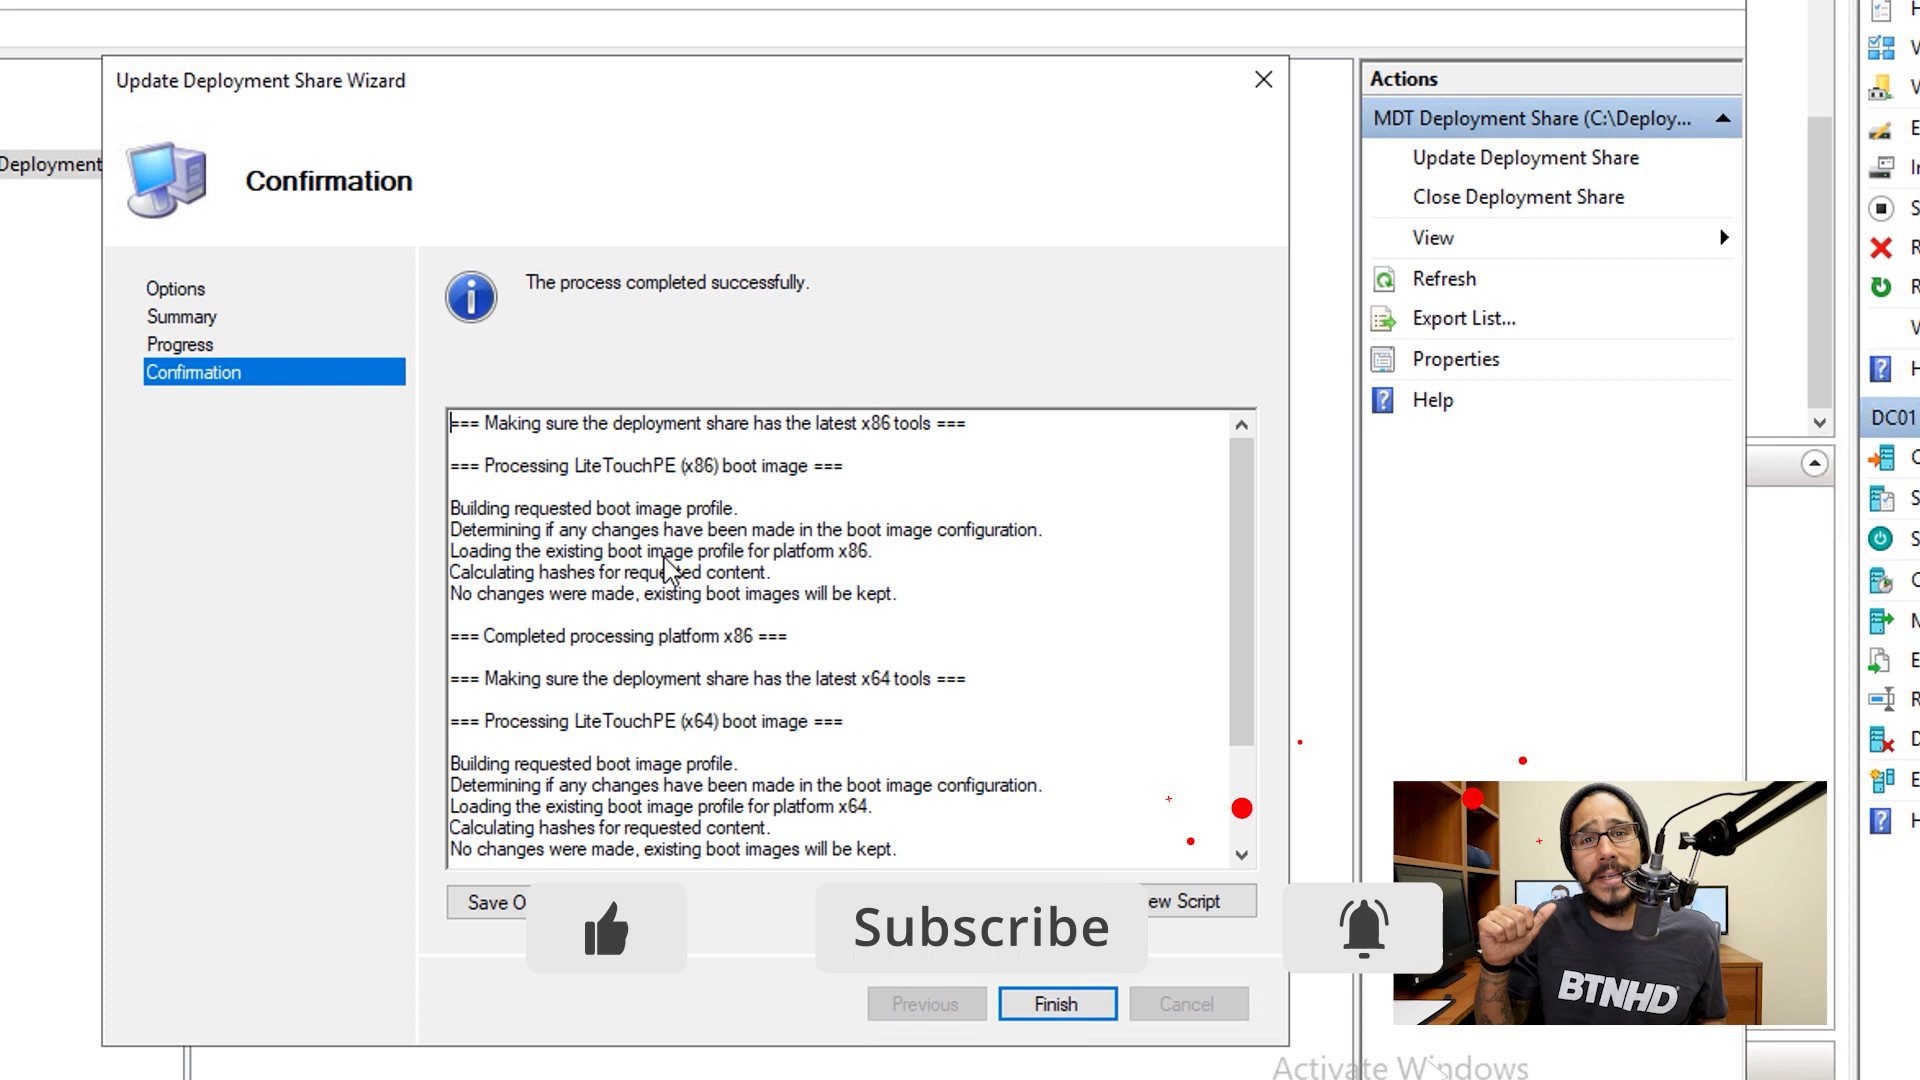 Update Deployment Share Wizard
Deployment
Confirmation
Options
Summary
Progress
Confirmation
The process completed successfully.
=== Making sure the deployment share has the latest x86 tools ===
=== Processing LiteTouchPE (x86) boot image ===
Building requested boot image profile.
Determining if any changes have been made in the boot image configuration.
Loading the existing boot image profile for platform x86.
Calculating hashes for requested content.
No changes were made, existing boot images will be kept.
=== Completed processing platform x86 ===
=== Making sure the deployment share has the latest x64 tools ===
=== Processing LiteTouchPE (x64) boot image ===
Building requested boot image profile.
Determining if any changes have been made in the boot image configuration.
Loading the existing boot image profile for platform x64.
Calculating hashes for requested content.
No changes were made, existing boot images will be kept.
Save O
ew Script
Subscribe
Previous
Finish
Cancel
Actions
MDT Deployment Share (C:\Deploy...
Update Deployment Share
Close Deployment Share
View
Refresh
Export List...
Properties
Help
DC01
BTNHD
Activate Windows